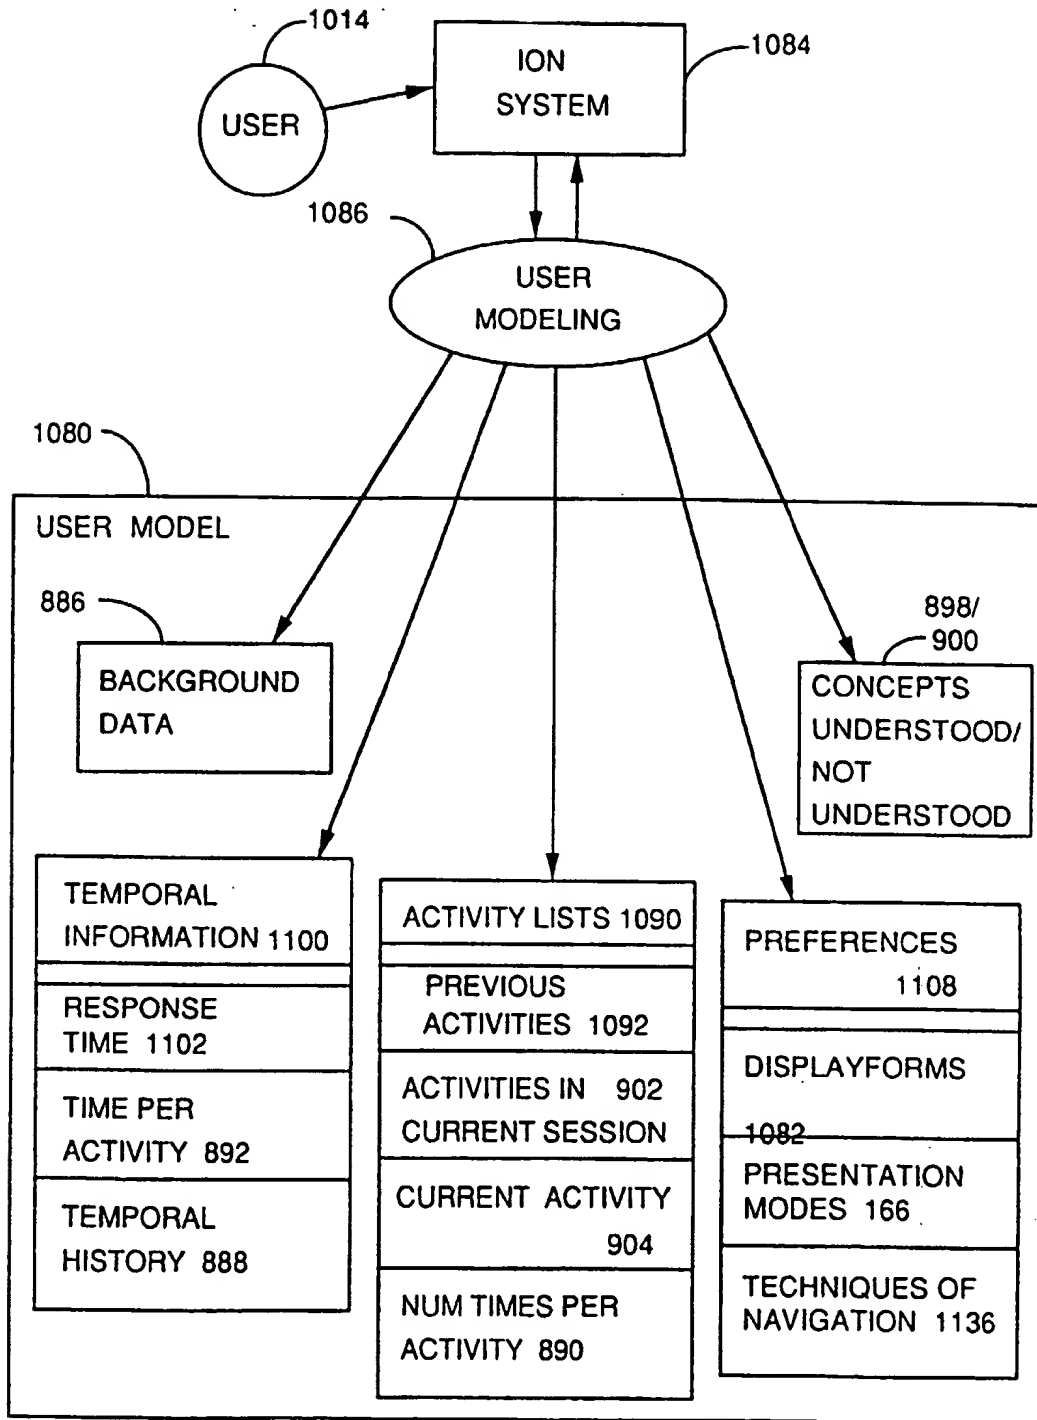 1014
ION
SYSTEM
1084
USER
1086
USER
MODELING
1080
USER MODEL
886
898/
900
BACKGROUND
DATA
CONCEPTS
UNDERSTOOD/
NOT
UNDERSTOOD
TEMPORAL
INFORMATION 1100
RESPONSE
TIME 1102
TIME PER
ACTIVITY 892
TEMPORAL
HISTORY 888
ACTIVITY LISTS 1090
PREVIOUS
ACTIVITIES 1092
ACTIVITIES IN 902
CURRENT SESSION
CURRENT ACTIVITY
904
NUM TIMES PER
ACTIVITY 890
PREFERENCES
1108
DISPLAYFORMS
1082
PRESENTATION
MODES 166
TECHNIQUES OF
NAVIGATION 1136